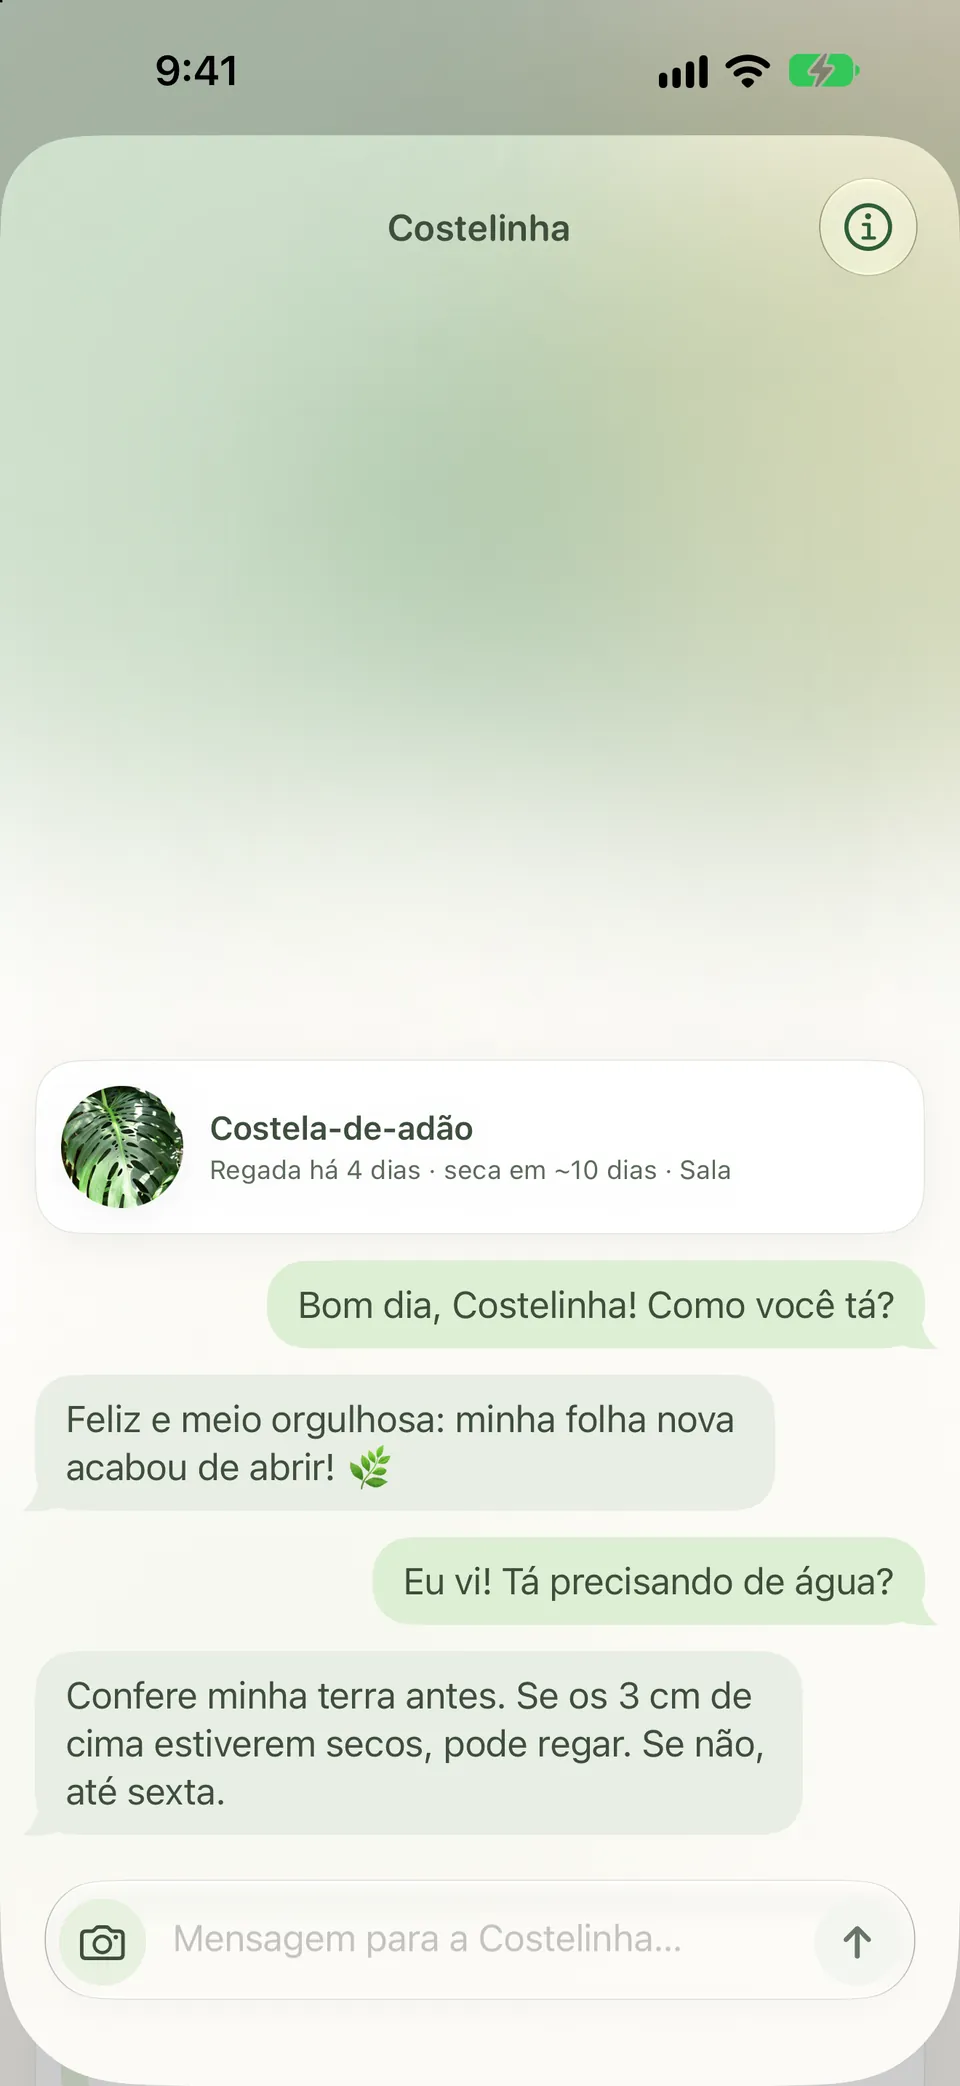 9:41
Costelinha
Costela-de-adão
Regada há 4 dias · seca em ~10 dias · Sala
Bom dia, Costelinha! Como você tá?
Feliz e meio orgulhosa: minha folha nova
acabou de abrir! 🌿
Eu vi! Tá precisando de água?
Confere minha terra antes. Se os 3 cm de
cima estiverem secos, pode regar. Se não,
até sexta.
Mensagem para a Costelinha...